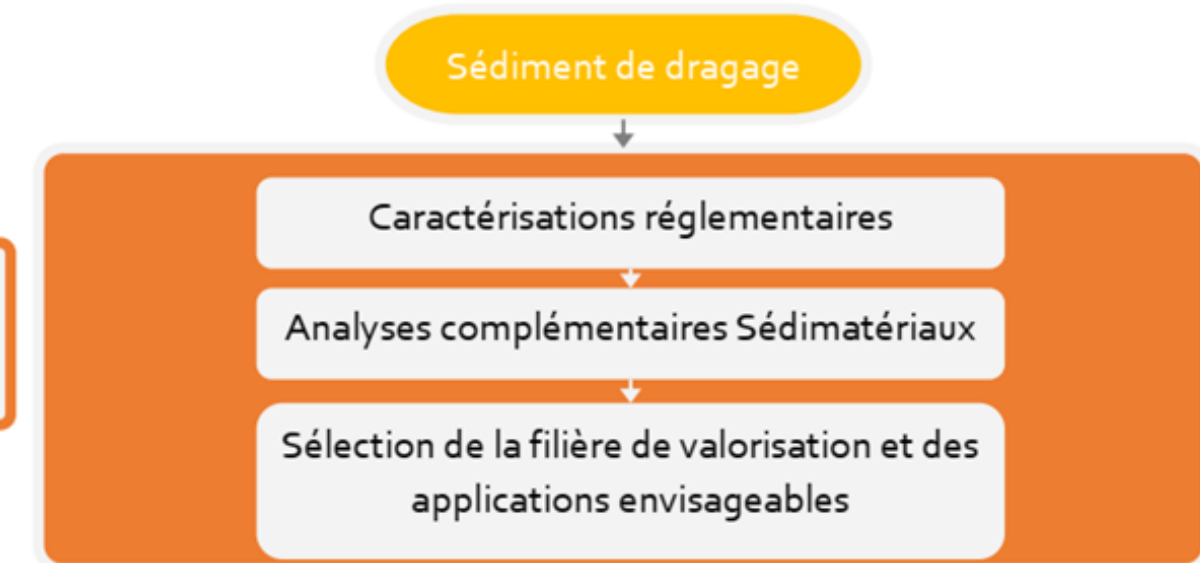 Sédiment de dragage
Caractérisations réglementaires
Analyses complémentaires Sédimatériaux
Sélection de la filière de valorisation et des
applications envisageables